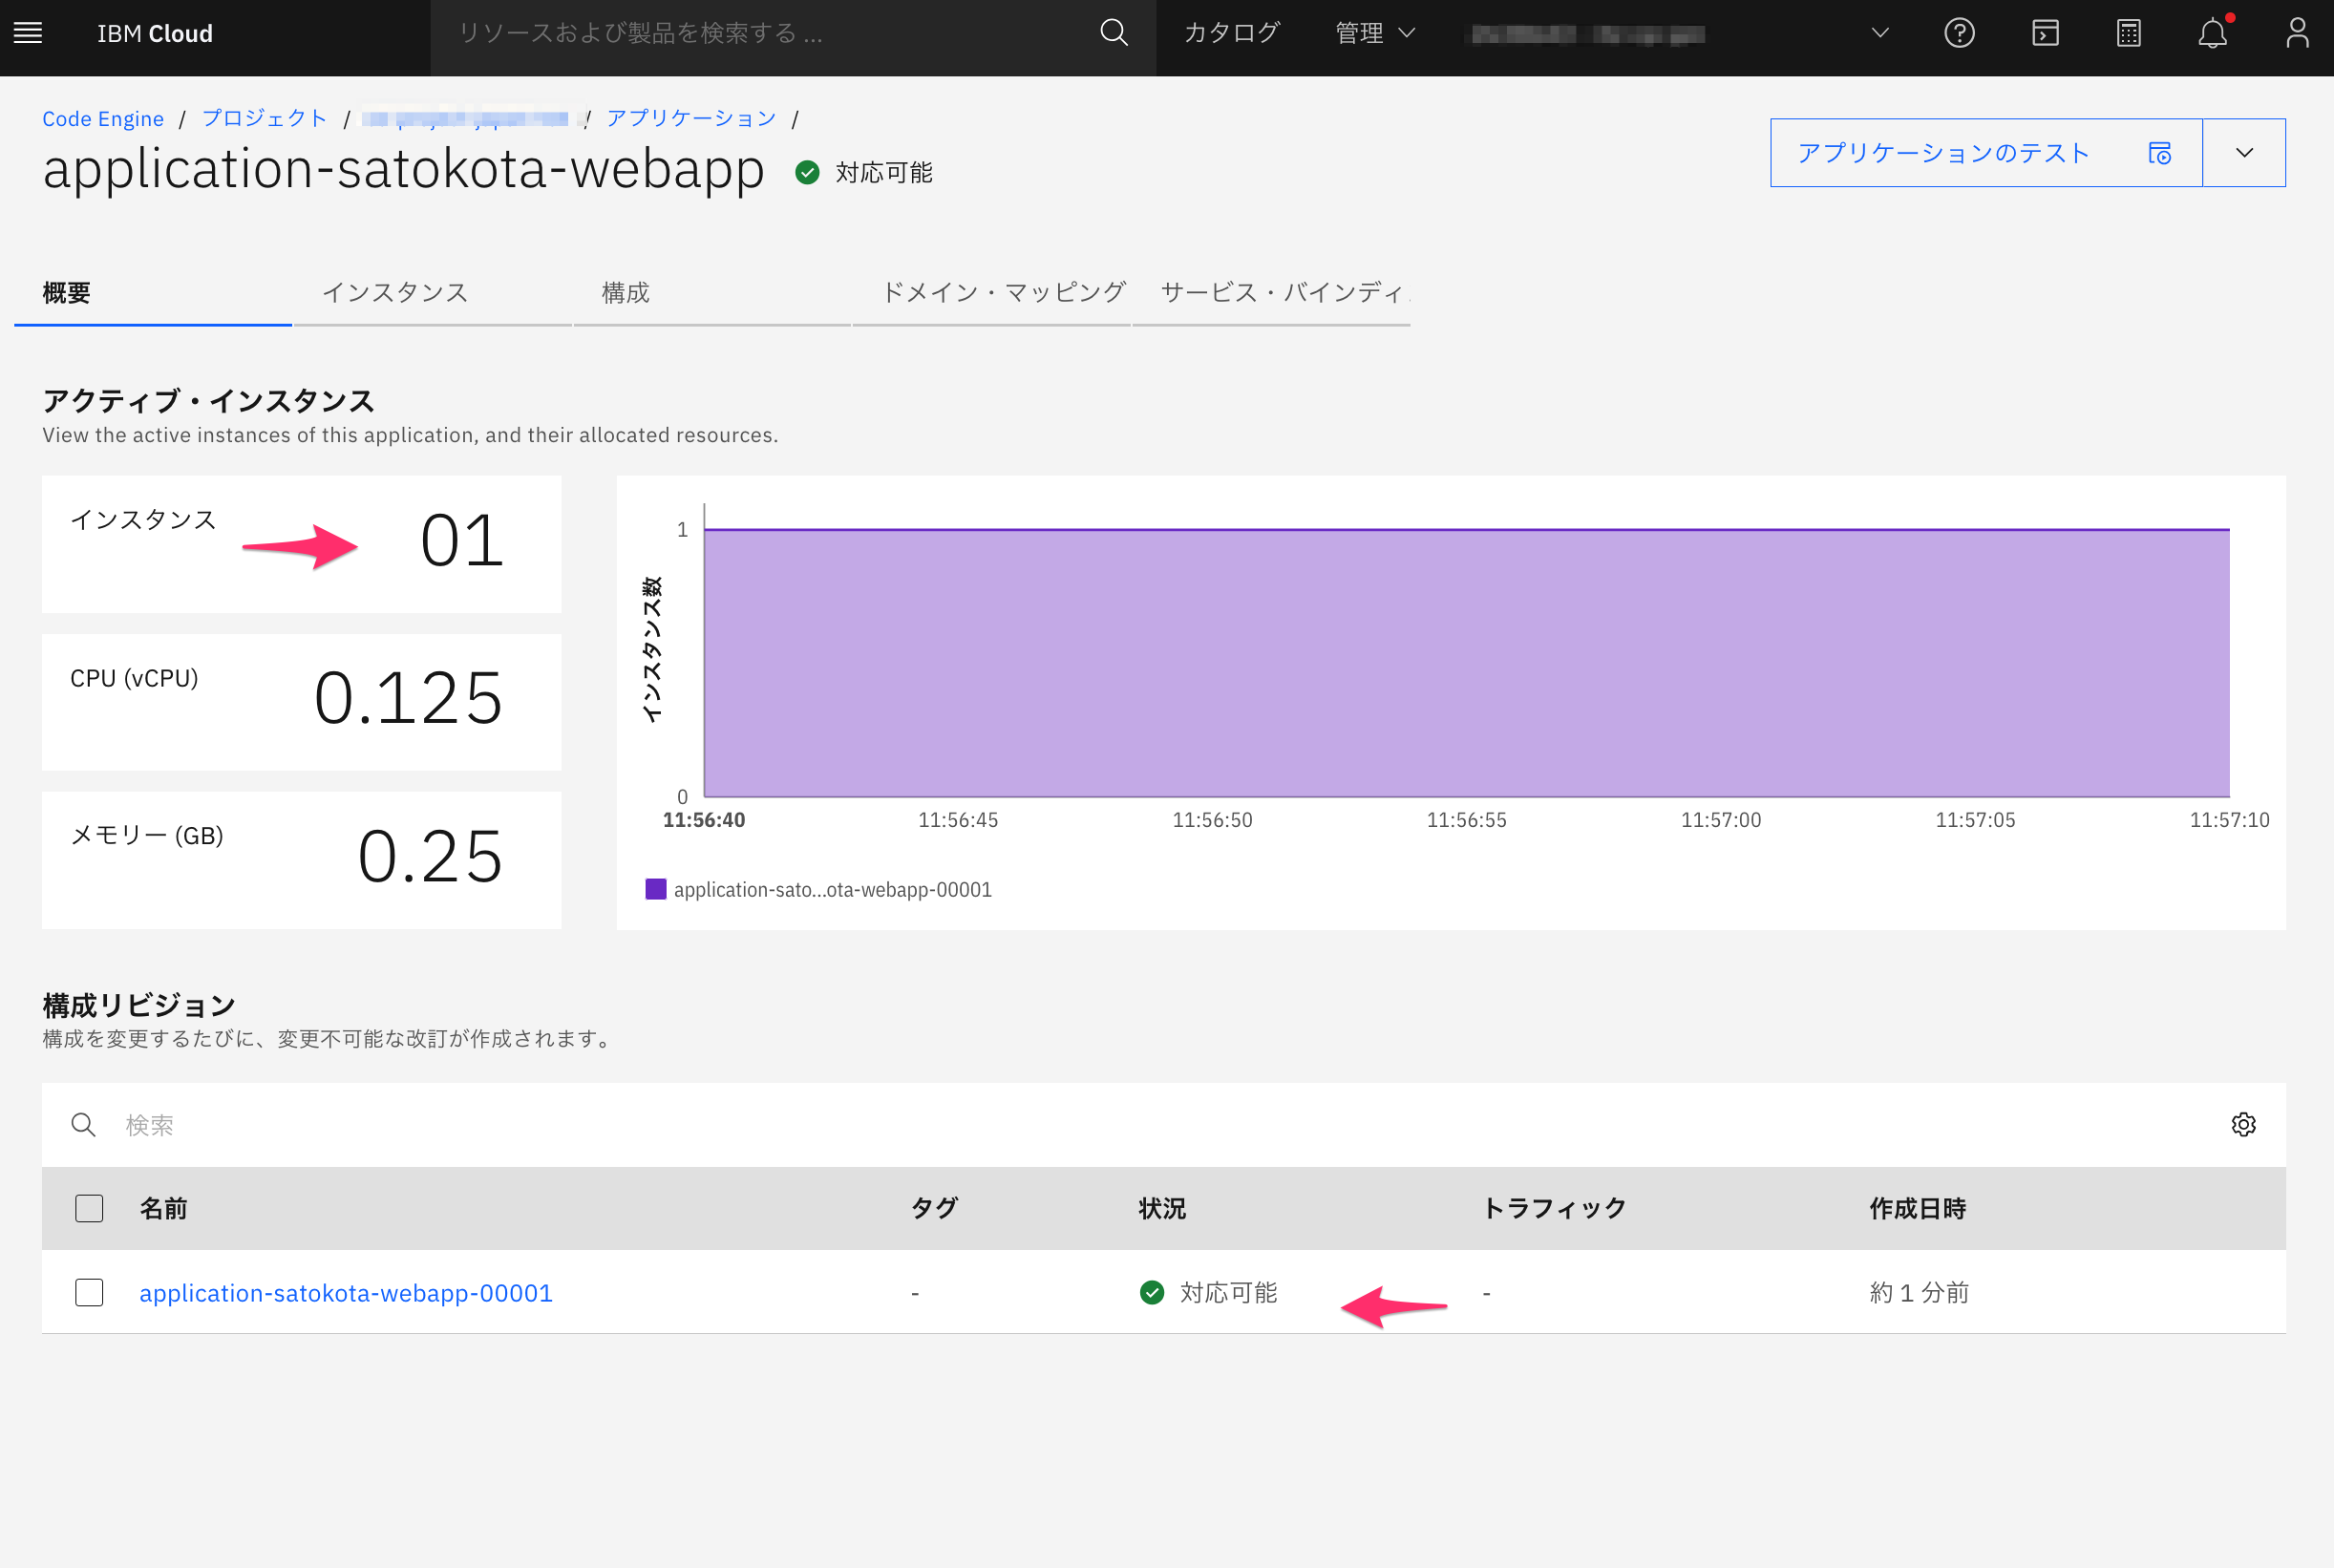 IBM Cloud
リソースおよび製品を検索する ...
カタログ
管理
Code Engine / プロジェクト / / アプリケーション /
application-satokota-webapp
対応可能
アプリケーションのテスト
概要
インスタンス
構成
ドメイン・マッピング
サービス・バインディ
アクティブ・インスタンス
View the active instances of this application, and their allocated resources.
インスタンス
01
CPU (vCPU)
0.125
メモリー (GB)
0.25
インスタンス数
1
0
11:56:40
11:56:45
11:56:50
11:56:55
11:57:00
11:57:05
11:57:10
application-sato...ota-webapp-00001
構成リビジョン
構成を変更するたびに、変更不可能な改訂が作成されます。
検索
名前 タグ 状況 トラフィック 作成日時
application-satokota-webapp-00001 - 対応可能 - 約 1 分前